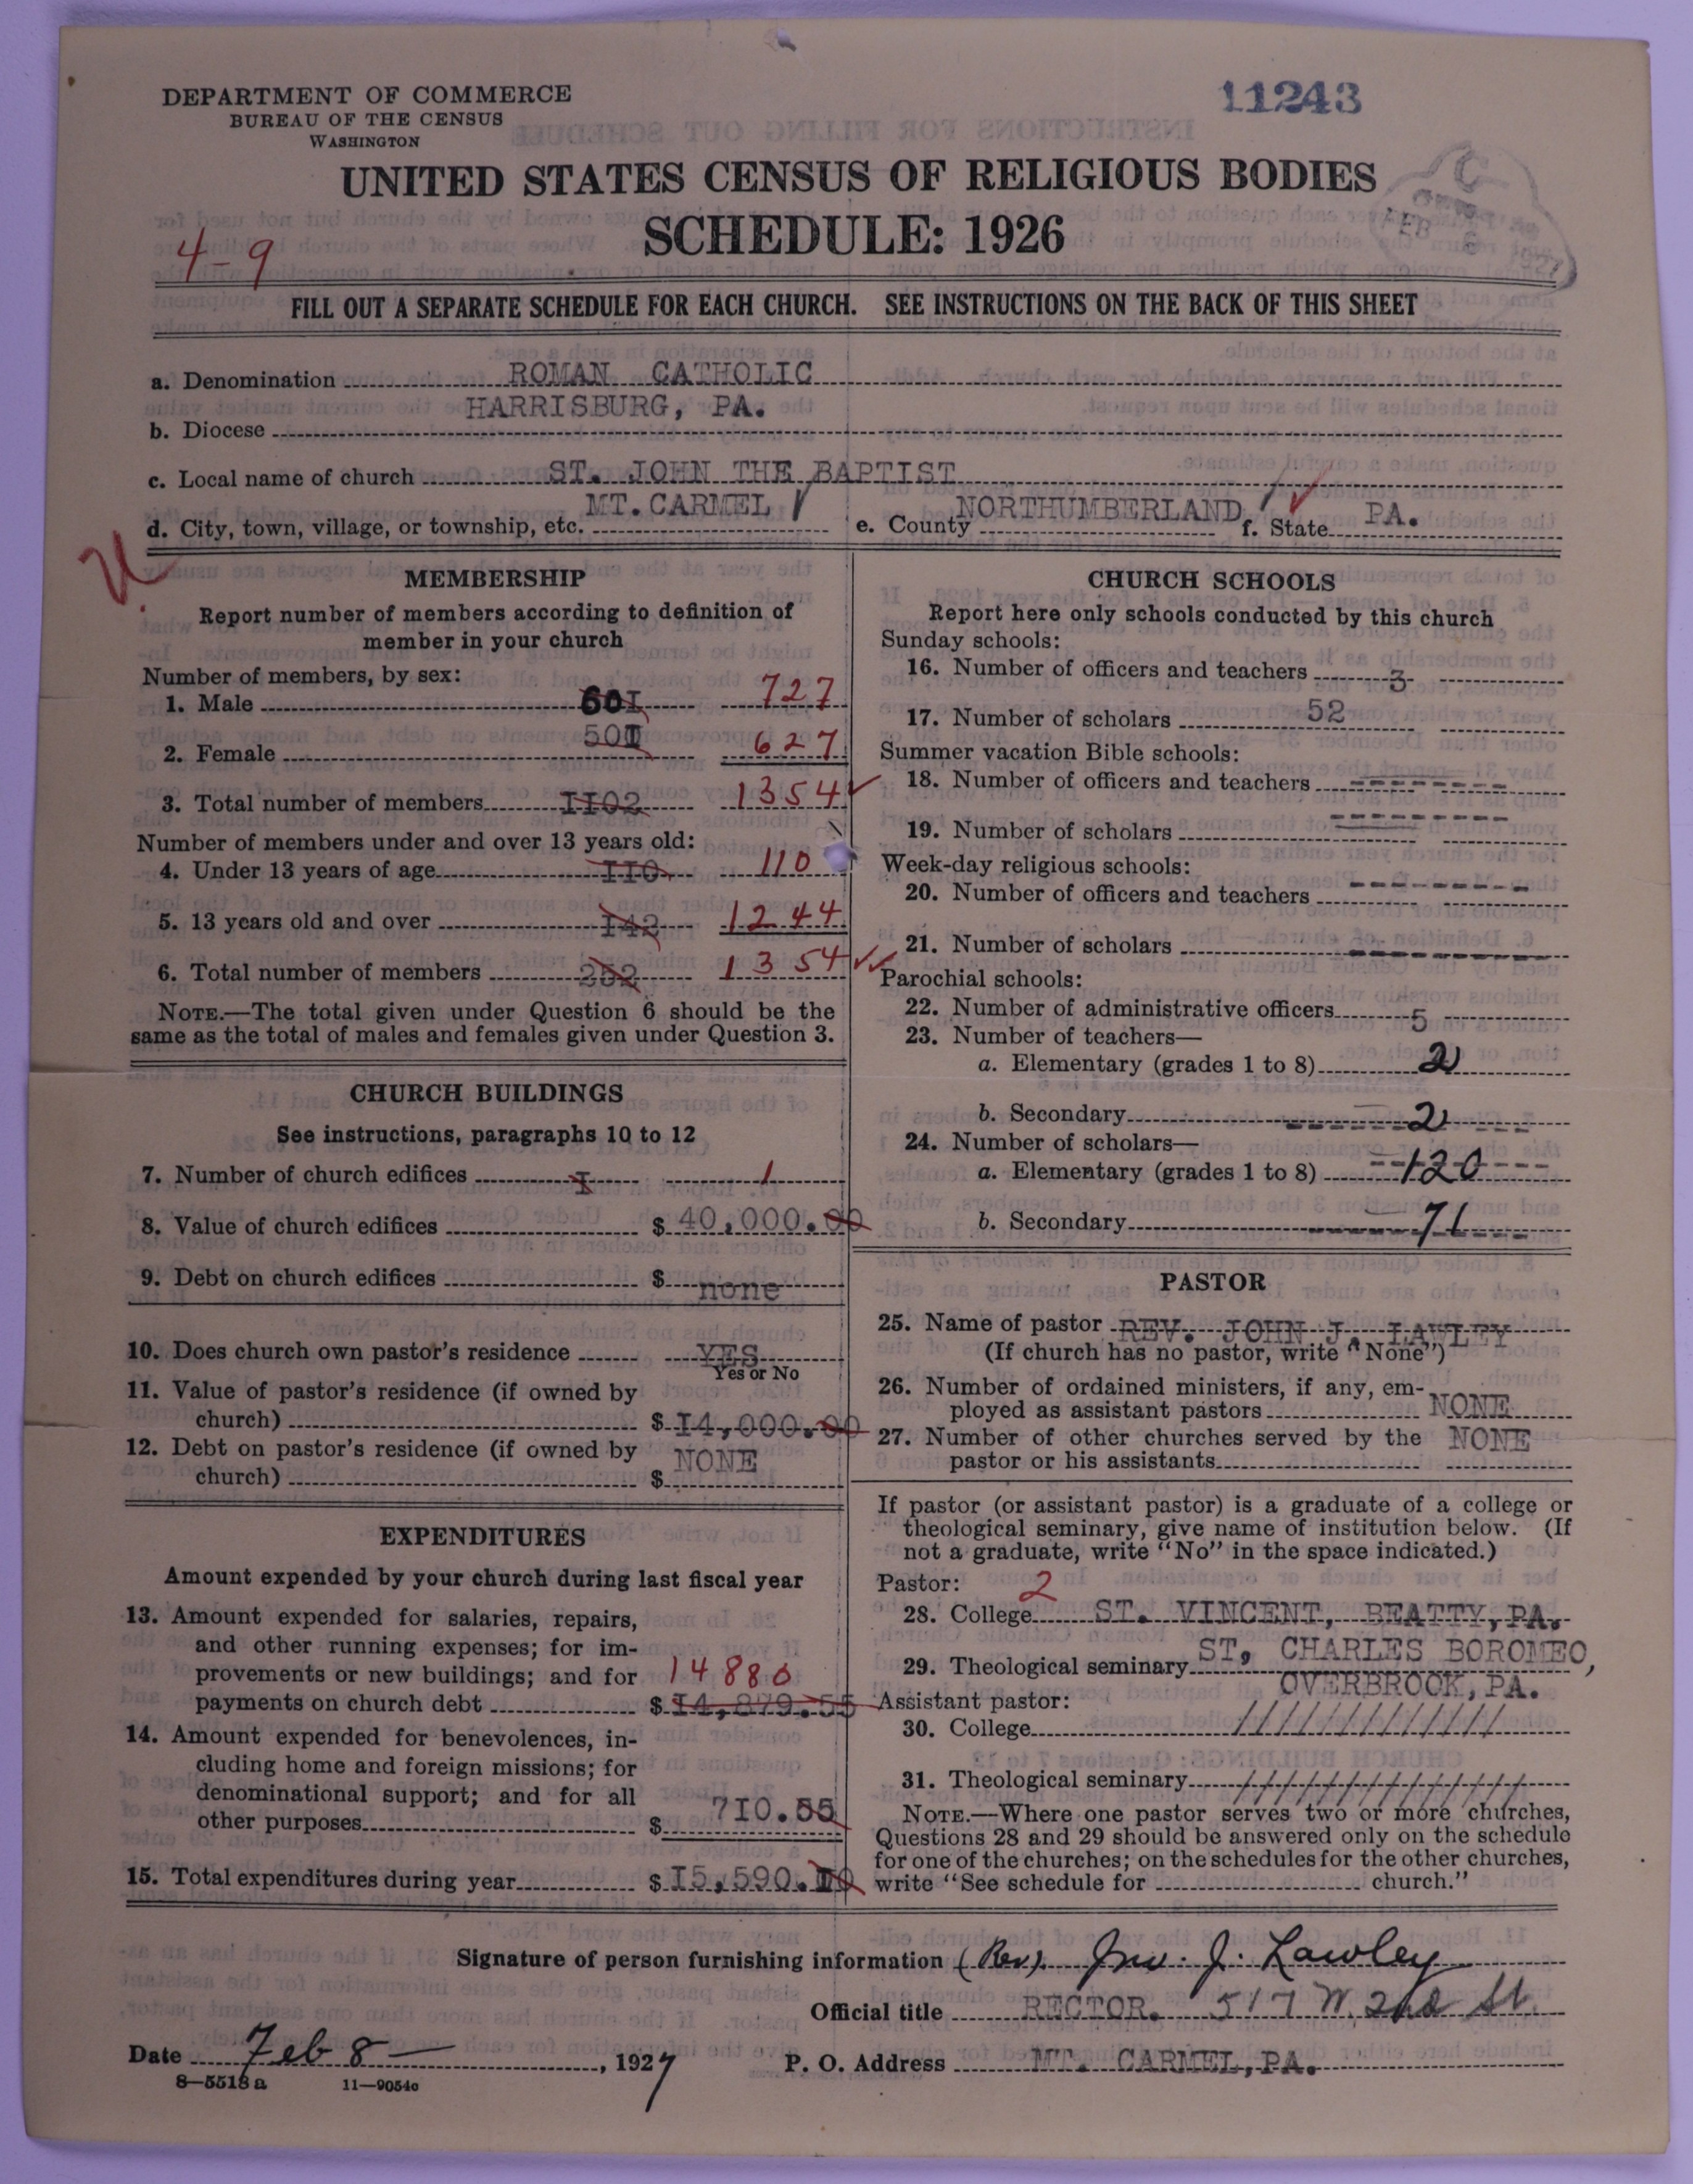 DEPARTMENT OF COMMERCE
BUREAU OF THE CENSUS
WASHINGTON
11243
UNITED STATES CENSUS OF RELIGIOUS BODIES
SCHEDULE: 1926
4-9
FILL OUT A SEPARATE SCHEDULE FOR EACH CHURCH. SEE INSTRUCTIONS ON THE BACK OF THIS SHEET
a. Denomination ROMAN CATHOLIC
HARRISBURG, PA.
b. Diocese
c. Local name of church ST. JOHN THE BAPTIST
d. City, town, village, or township, etc. MT. CARMEL e. County NORTHUMBERLAND f. State PA.
MEMBERSHIP
Report number of members according to definition of
member in your church
Number of members, by sex:
1. Male 60I 727
2. Female 50I 627
3. Total number of members II02 1354
Number of members under and over 13 years old:
4. Under 13 years of age II0 110
5. 13 years old and over I42 1244
6. Total number of members 252 1354
NOTE.—The total given under Question 6 should be the
same as the total of males and females given under Question 3.
CHURCH BUILDINGS
See instructions, paragraphs 10 to 12
7. Number of church edifices I 1
8. Value of church edifices $ 40,000.00
9. Debt on church edifices $ none
10. Does church own pastor's residence YES
Yes or No
11. Value of pastor's residence (if owned by
church) $ I4,000.00
12. Debt on pastor's residence (if owned by
church) $ NONE
EXPENDITURES
Amount expended by your church during last fiscal year
13. Amount expended for salaries, repairs,
and other running expenses; for im-
provements or new buildings; and for 14880
payments on church debt $ I4,879.55
14. Amount expended for benevolences, in-
cluding home and foreign missions; for
denominational support; and for all
other purposes $ 7I0.55
15. Total expenditures during year $ I5,590.I0
CHURCH SCHOOLS
Report here only schools conducted by this church
Sunday schools:
16. Number of officers and teachers 3
17. Number of scholars 52
Summer vacation Bible schools:
18. Number of officers and teachers
19. Number of scholars
Week-day religious schools:
20. Number of officers and teachers
21. Number of scholars
Parochial schools:
22. Number of administrative officers 5
23. Number of teachers—
a. Elementary (grades 1 to 8) 2
b. Secondary 2
24. Number of scholars—
a. Elementary (grades 1 to 8) 120
b. Secondary 71
PASTOR
25. Name of pastor REV. JOHN J. LAWLEY
(If church has no pastor, write "None")
26. Number of ordained ministers, if any, em-
ployed as assistant pastors NONE
27. Number of other churches served by the NONE
pastor or his assistants
If pastor (or assistant pastor) is a graduate of a college or
theological seminary, give name of institution below. (If
not a graduate, write "No" in the space indicated.)
Pastor: 2
28. College ST. VINCENT, BEATTY, PA.
29. Theological seminary ST, CHARLES BOROMEO,
OVERBROOK, PA.
Assistant pastor:
30. College //////////////
31. Theological seminary ///////////////
NOTE.—Where one pastor serves two or more churches,
Questions 28 and 29 should be answered only on the schedule
for one of the churches; on the schedules for the other churches,
write "See schedule for church."
Signature of person furnishing information (Rev). Jno. J. Lawley
Official title RECTOR. 517 W. 2nd St.
Date Feb 8 —, 1927 P. O. Address MT. CARMEL, PA.
8—5518 a 11—9054c